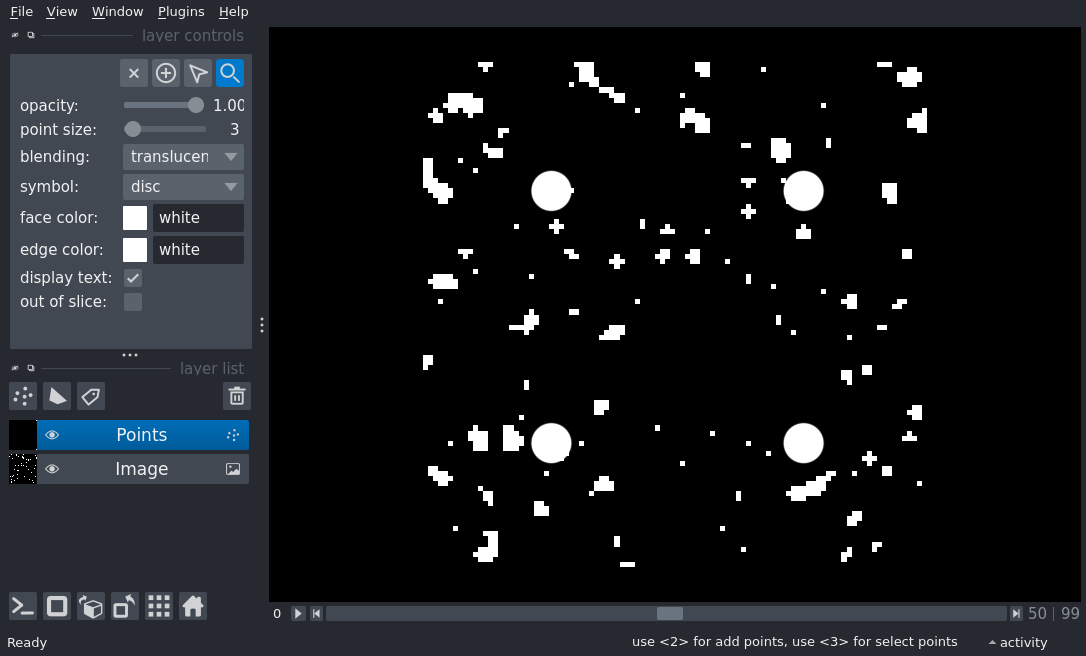 File View Window Plugins Help
layer controls
opacity: 1.00
point size: 3
blending: translucen
symbol: disc
face color: white
edge color: white
display text:
out of slice:
layer list
Points
Image
0 50 | 99
Ready use <2> for add points, use <3> for select points activity